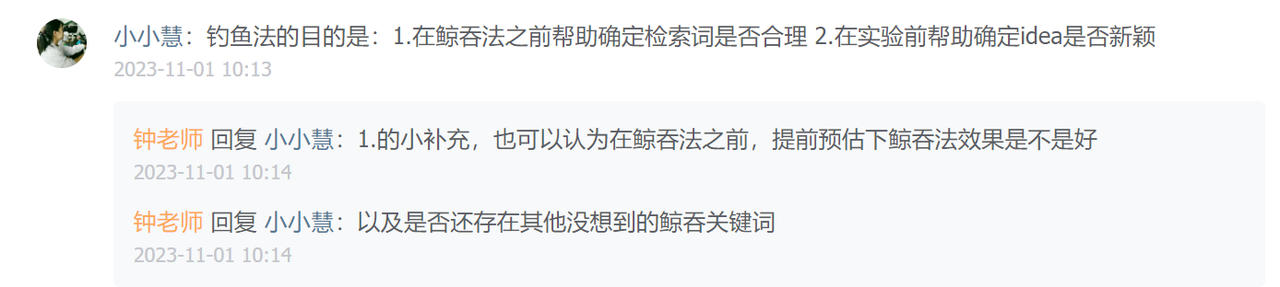 小小慧：钓鱼法的目的是：1.在鲸吞法之前帮助确定检索词是否合理 2.在实验前帮助确定idea是否新颖
2023-11-01 10:13
钟老师 回复 小小慧：1.的小补充，也可以认为在鲸吞法之前，提前预估下鲸吞法效果是不是好
2023-11-01 10:14
钟老师 回复 小小慧：以及是否还存在其他没想到的鲸吞关键词
2023-11-01 10:14